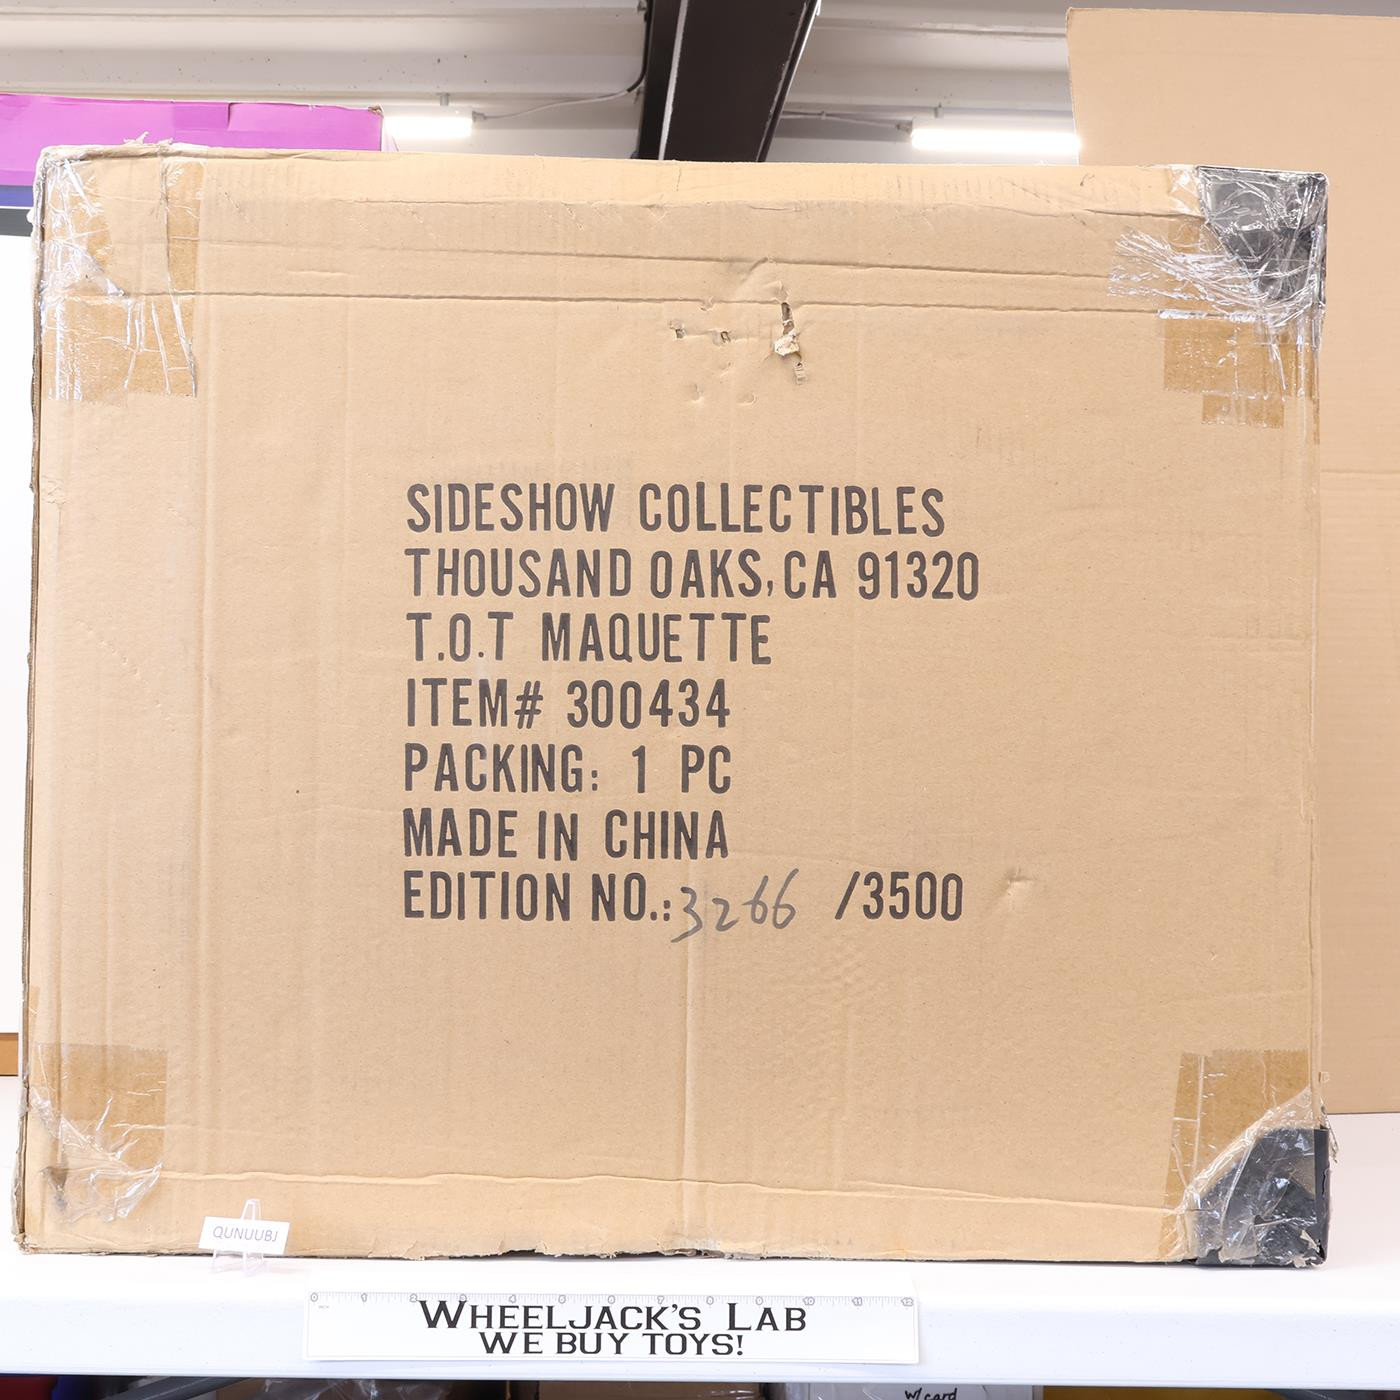 SIDESHOW COLLECTIBLES
THOUSAND OAKS, CA 91320
T.O.T MAQUETTE
ITEM# 300434
PACKING: 1 PC
MADE IN CHINA
EDITION NO.: 3266 /3500
QUNUUBJ
WHEELJACK'S LAB
WE BUY TOYS!
w/card